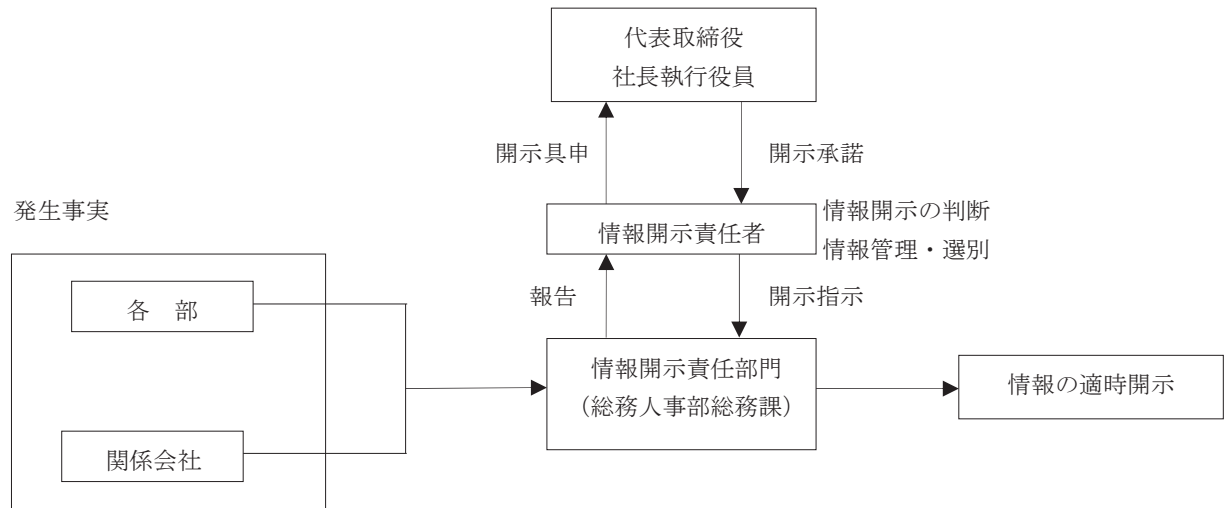 代表取締役
社長執行役員
開示具申
開示承諾
発生事実
情報開示責任者
情報開示の判断
情報管理・選別
各　部
報告
開示指示
情報開示責任部門
（総務人事部総務課）
情報の適時開示
関係会社